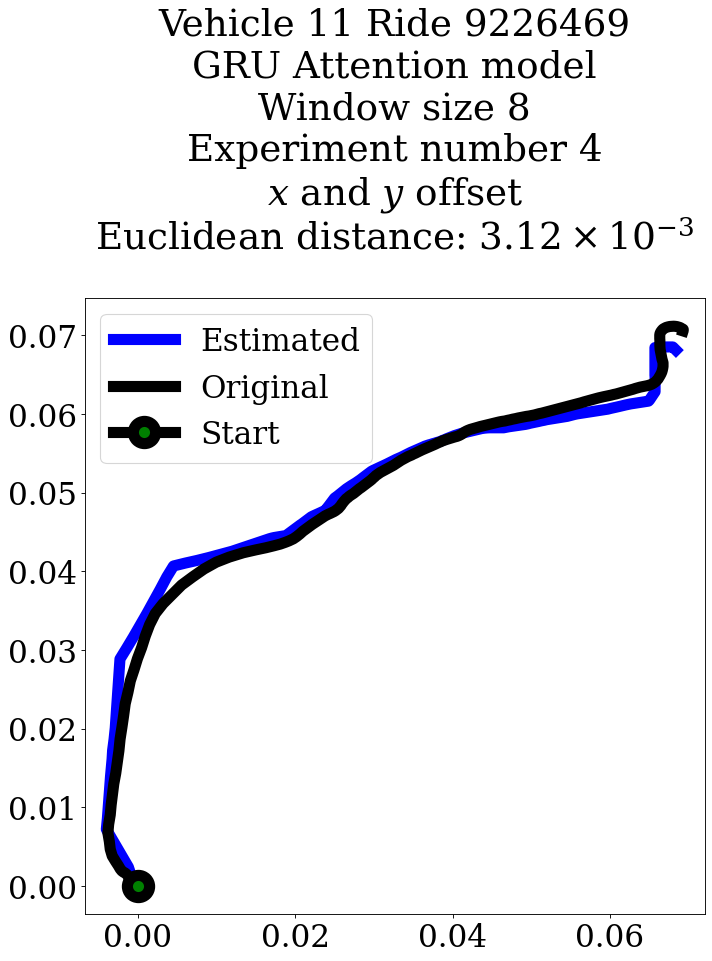 Vehicle 11 Ride 9226469
GRU Attention model
Window size 8
Experiment number 4
x and y offset
Euclidean distance: 3.12 × 10⁻³
Estimated
Original
Start
0.07
0.06
0.05
0.04
0.03
0.02
0.01
0.00
0.00 0.02 0.04 0.06